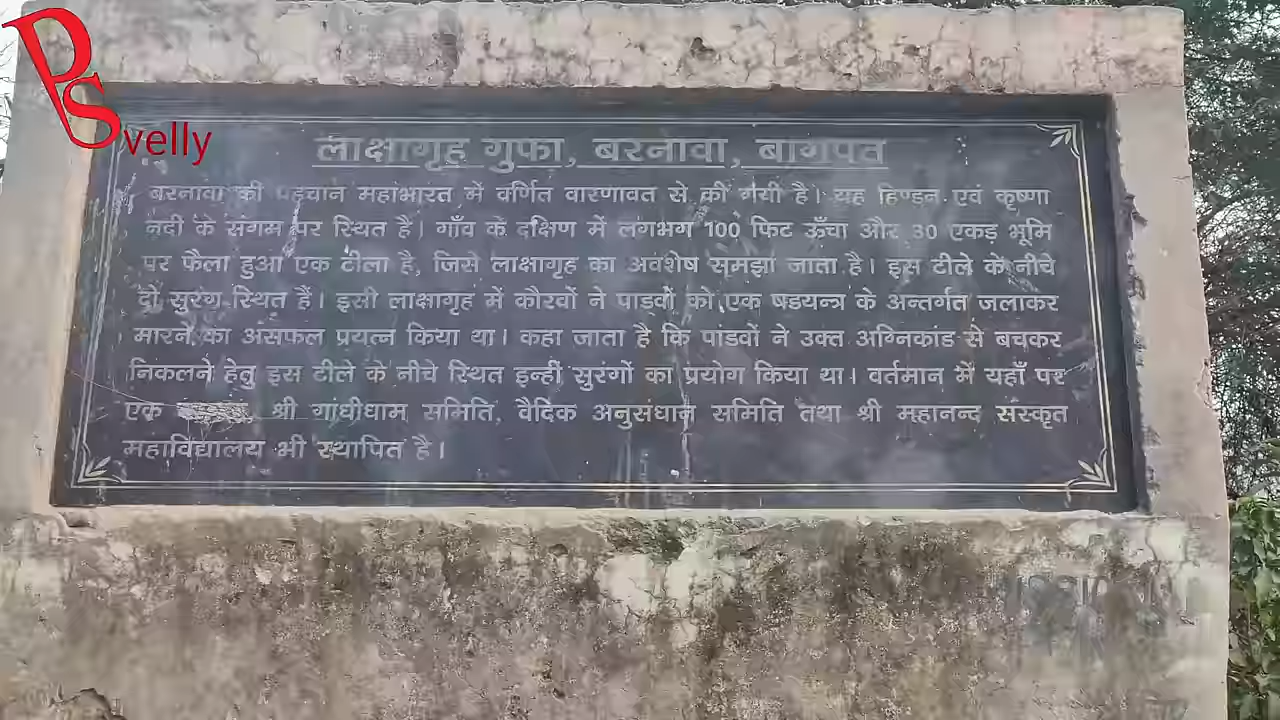 PS
velly
लाक्षागृह गुफा, बरनावा, बागपत
बरनावा की पहचान महाभारत में वर्णित वारणावत से की गयी है। यह हिण्डन एवं कृष्णा
नदी के संगम पर स्थित है। गाँव के दक्षिण में लगभग 100 फिट ऊँचा और 30 एकड़ भूमि
पर फैला हुआ एक टीला है, जिसे लाक्षागृह का अवशेष समझा जाता है। इस टीले के नीचे
दो सुरंग स्थित हैं। इसी लाक्षागृह में कौरवों ने पाडवों को एक षडयन्त्र के अन्तर्गत जलाकर
मारने का असफल प्रयत्न किया था। कहा जाता है कि पांडवों ने उक्त अग्निकांड से बचकर
निकलने हेतु इस टीले के नीचे स्थित इन्हीं सुरंगों का प्रयोग किया था। वर्तमान में यहाँ पर
एक श्री गांधीधाम समिति, वैदिक अनुसंधान समिति तथा श्री महानन्द संस्कृत
महाविद्यालय भी स्थापित है।